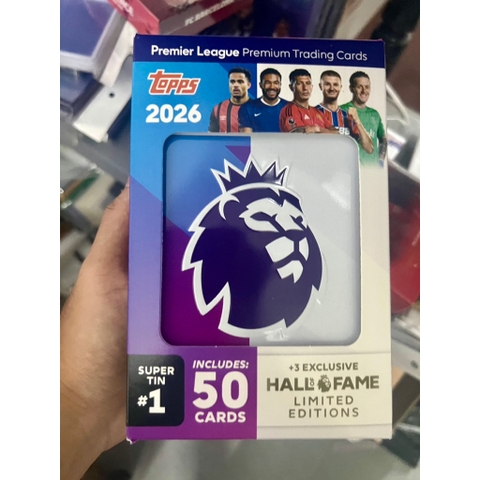 Premier League Premium Trading Cards
Topps
2026
SUPER
TIN
#1
INCLUDES:
50
CARDS
+3 EXCLUSIVE
HALL OF FAME
LIMITED
EDITIONS